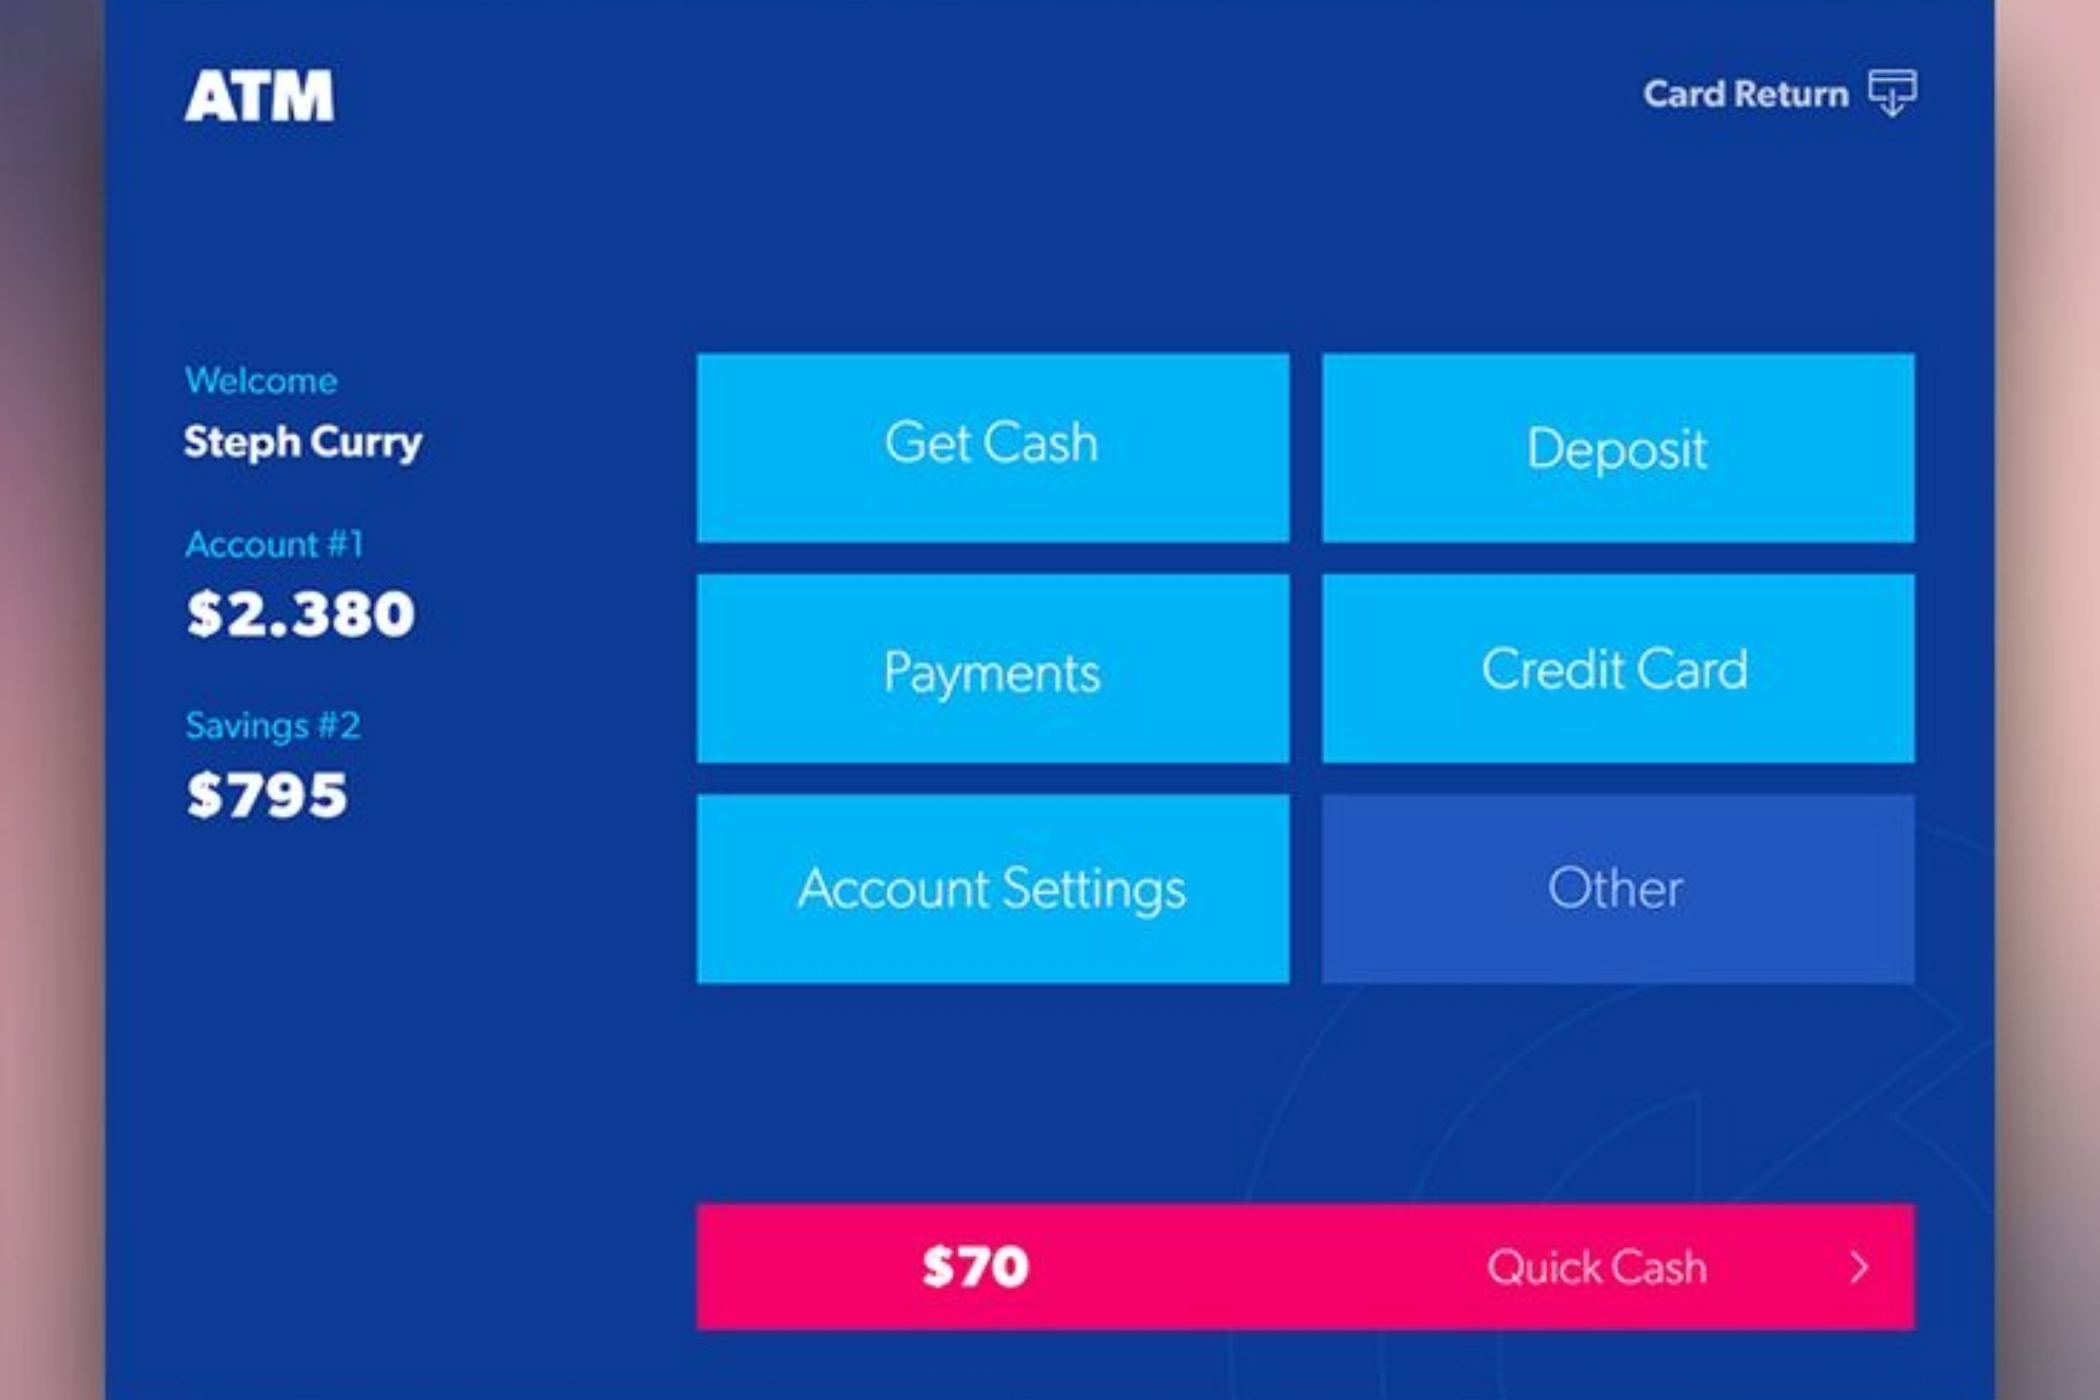 ATM
Card Return
Welcome
Steph Curry
Account #1
$2.380
Savings #2
$795
Get Cash
Deposit
Payments
Credit Card
Account Settings
Other
$70
Quick Cash